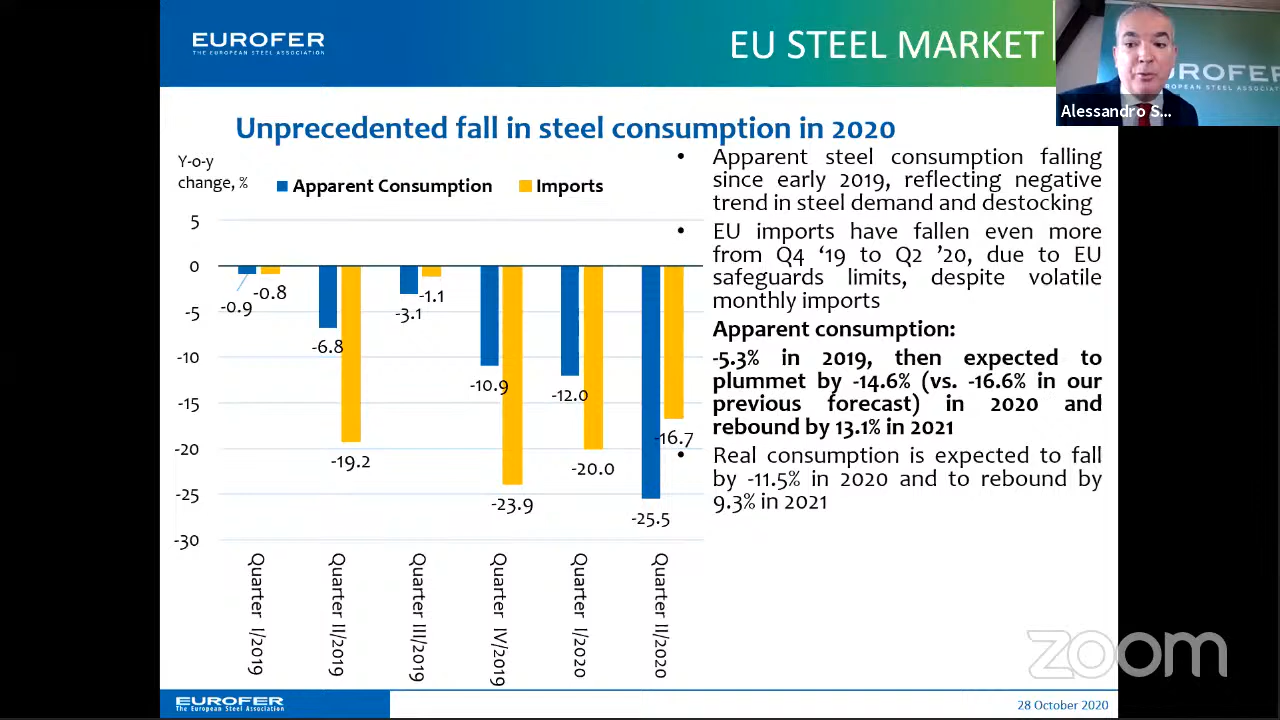 EUROFER
THE EUROPEAN STEEL ASSOCIATION
EU STEEL MARKET
UROFER
EUROPEAN STEEL ASSOCIA
Alessandro S...
Unprecedented fall in steel consumption in 2020
Y-o-y
change, %
Apparent Consumption
Imports
5
0
-5
-10
-15
-20
-25
-30
-0.9
-0.8
-6.8
-19.2
-3.1
-1.1
-10.9
-23.9
-12.0
-20.0
-25.5
-16.7
Quarter I/2019
Quarter II/2019
Quarter III/2019
Quarter IV/2019
Quarter I/2020
Quarter II/2020
• Apparent steel consumption falling
since early 2019, reflecting negative
trend in steel demand and destocking
• EU imports have fallen even more
from Q4 ‘19 to Q2 ’20, due to EU
safeguards limits, despite volatile
monthly imports
Apparent consumption:
-5.3% in 2019, then expected to
plummet by -14.6% (vs. -16.6% in our
previous forecast) in 2020 and
rebound by 13.1% in 2021
• Real consumption is expected to fall
by -11.5% in 2020 and to rebound by
9.3% in 2021
zoom
EUROFER
The European Steel Association
28 October 2020